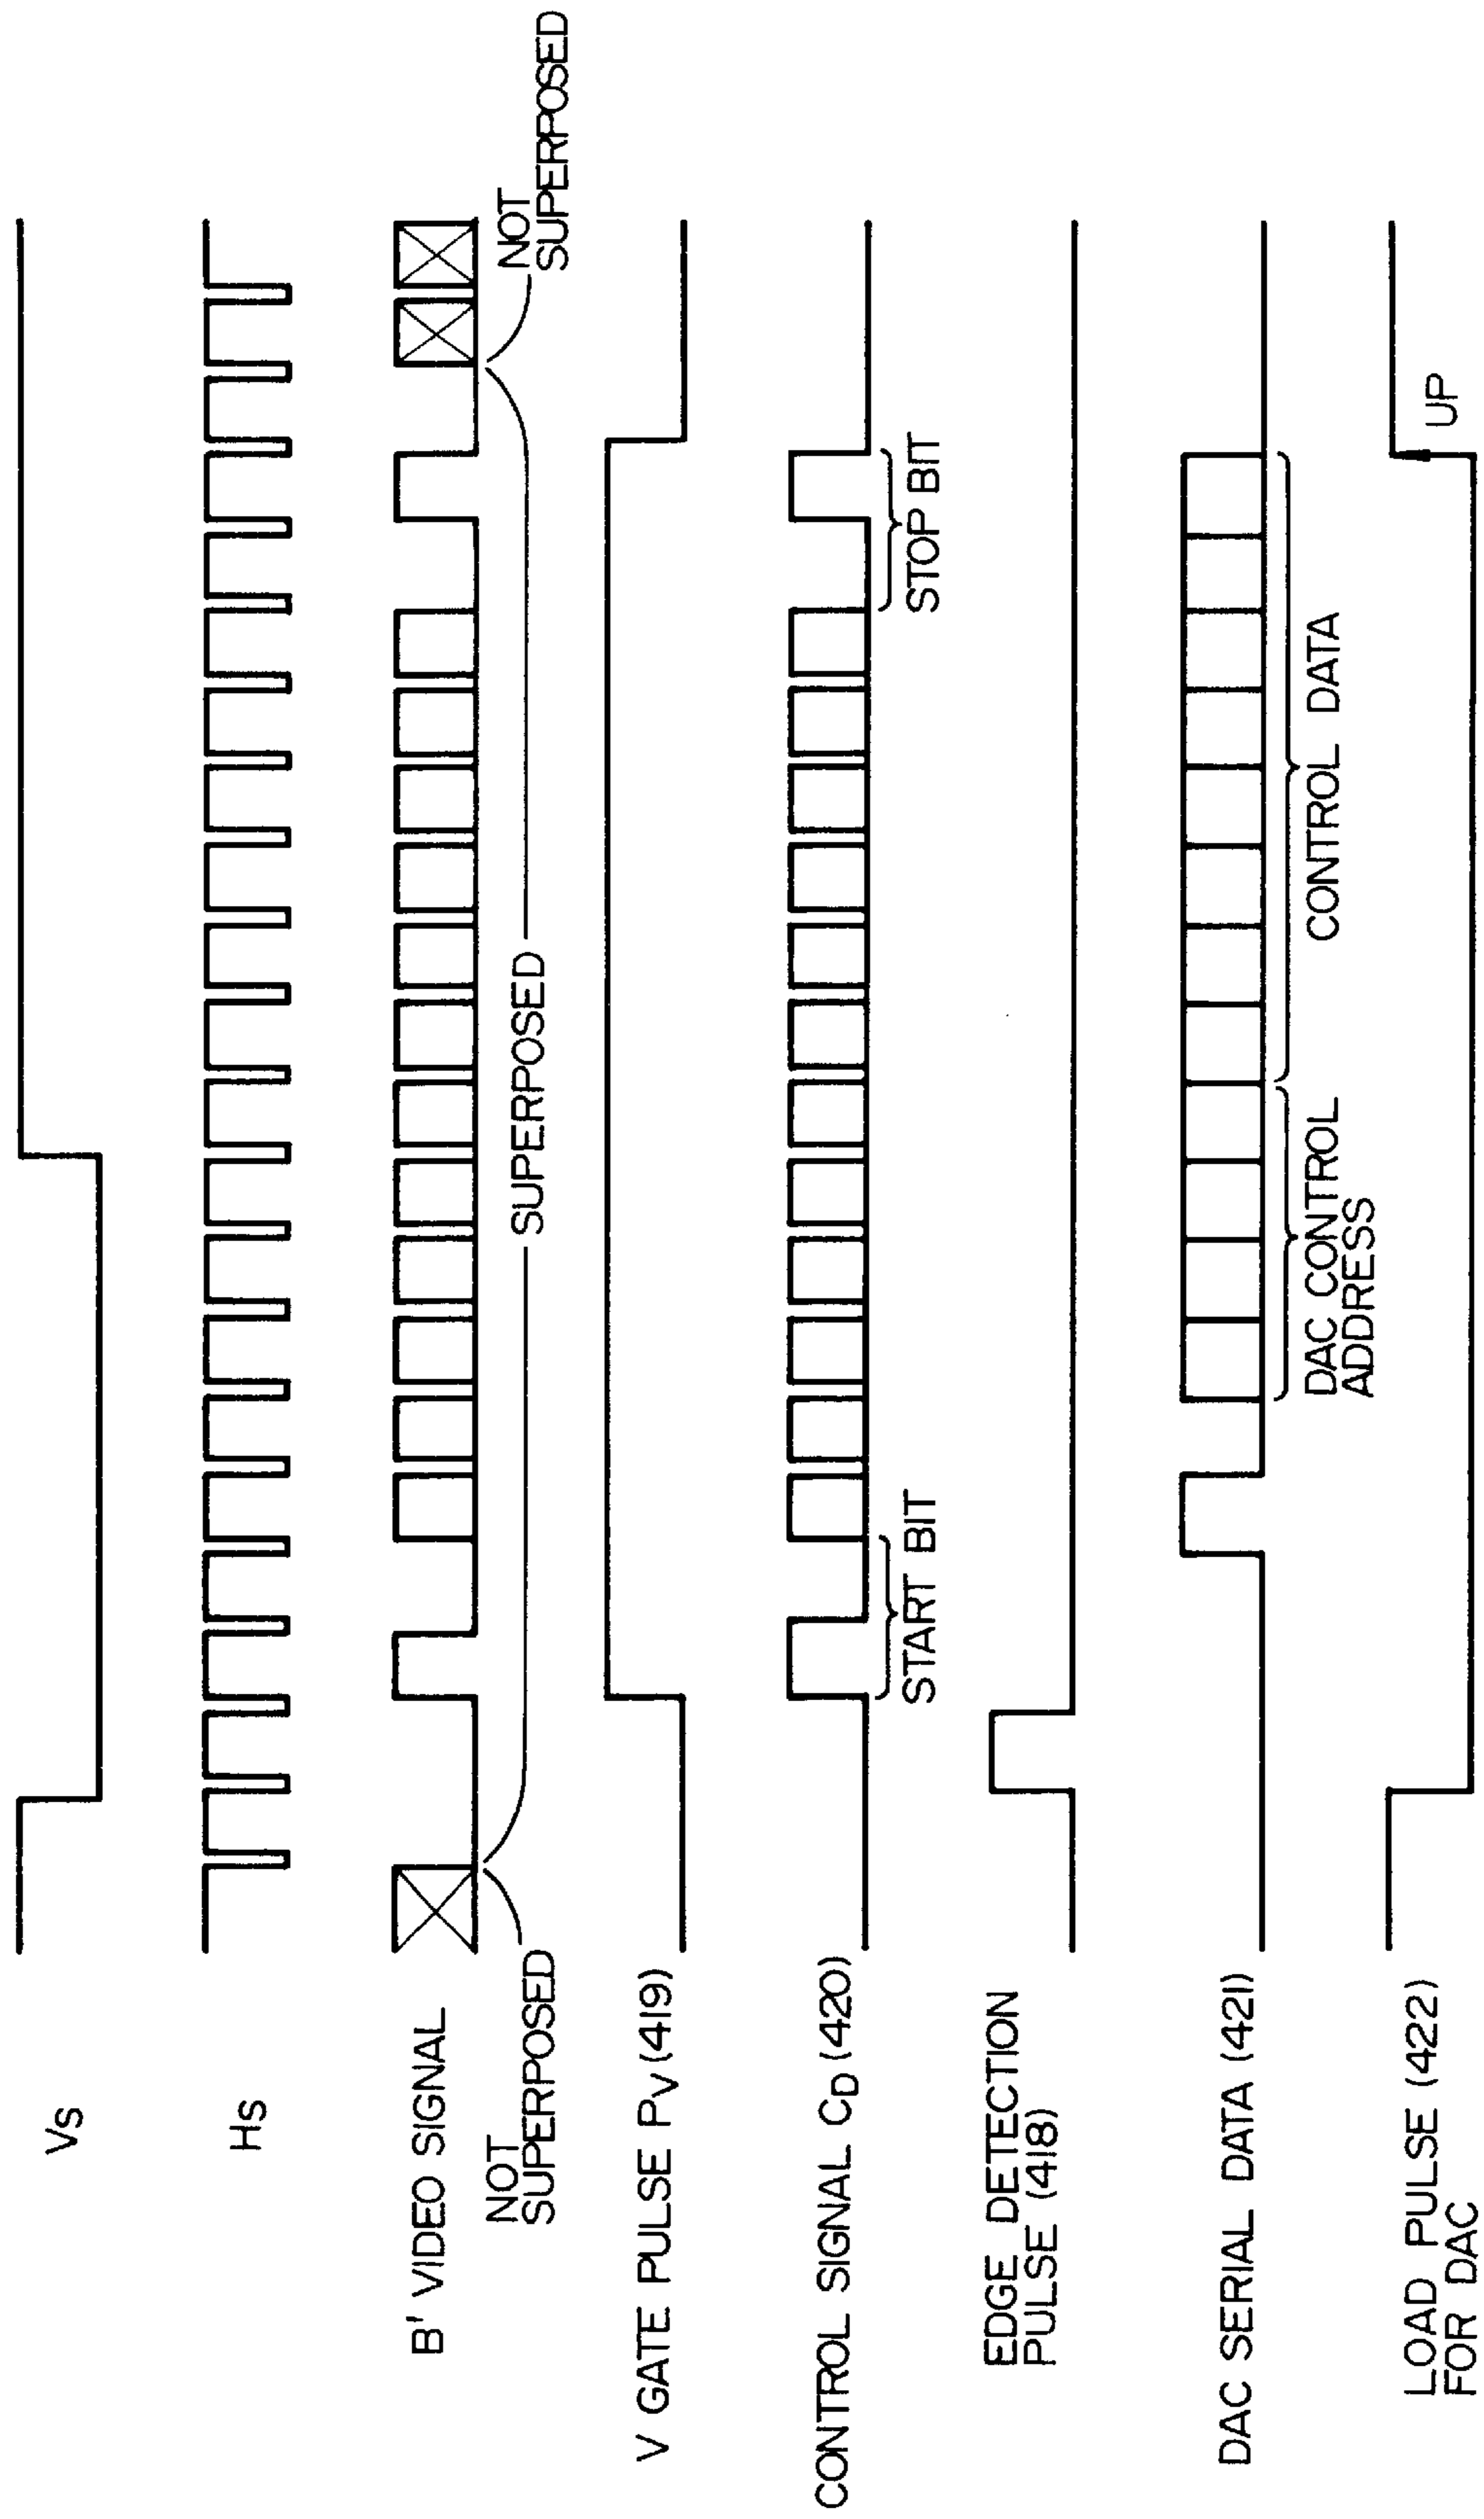 Vs
Hs
B' VIDEO SIGNAL
NOT
SUPERPOSED
SUPERPOSED
NOT
SUPERPOSED
V GATE PULSE PV (419)
CONTROL SIGNAL CD (420)
START BIT
STOP BIT
EDGE DETECTION
PULSE (418)
DAC SERIAL DATA (421)
DAC CONTROL
ADDRESS
CONTROL DATA
LOAD PULSE (422)
FOR DAC
UP